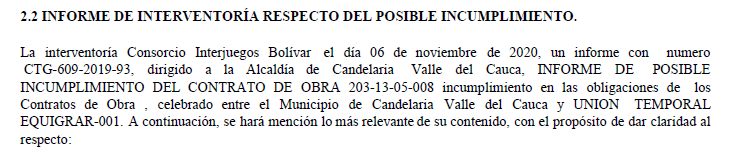 2.2 INFORME DE INTERVENTORÍA RESPECTO DEL POSIBLE INCUMPLIMIENTO.
La interventoría Consorcio Interjuegos Bolívar el día 06 de noviembre de 2020, un informe con numero
CTG-609-2019-93, dirigido a la Alcaldía de Candelaria Valle del Cauca, INFORME DE POSIBLE
INCUMPLIMIENTO DEL CONTRATO DE OBRA 203-13-05-008 incumplimiento en las obligaciones de los
Contratos de Obra , celebrado entre el Municipio de Candelaria Valle del Cauca y UNION TEMPORAL
EQUIGRAR-001. A continuación, se hará mención lo más relevante de su contenido, con el propósito de dar claridad al
respecto: